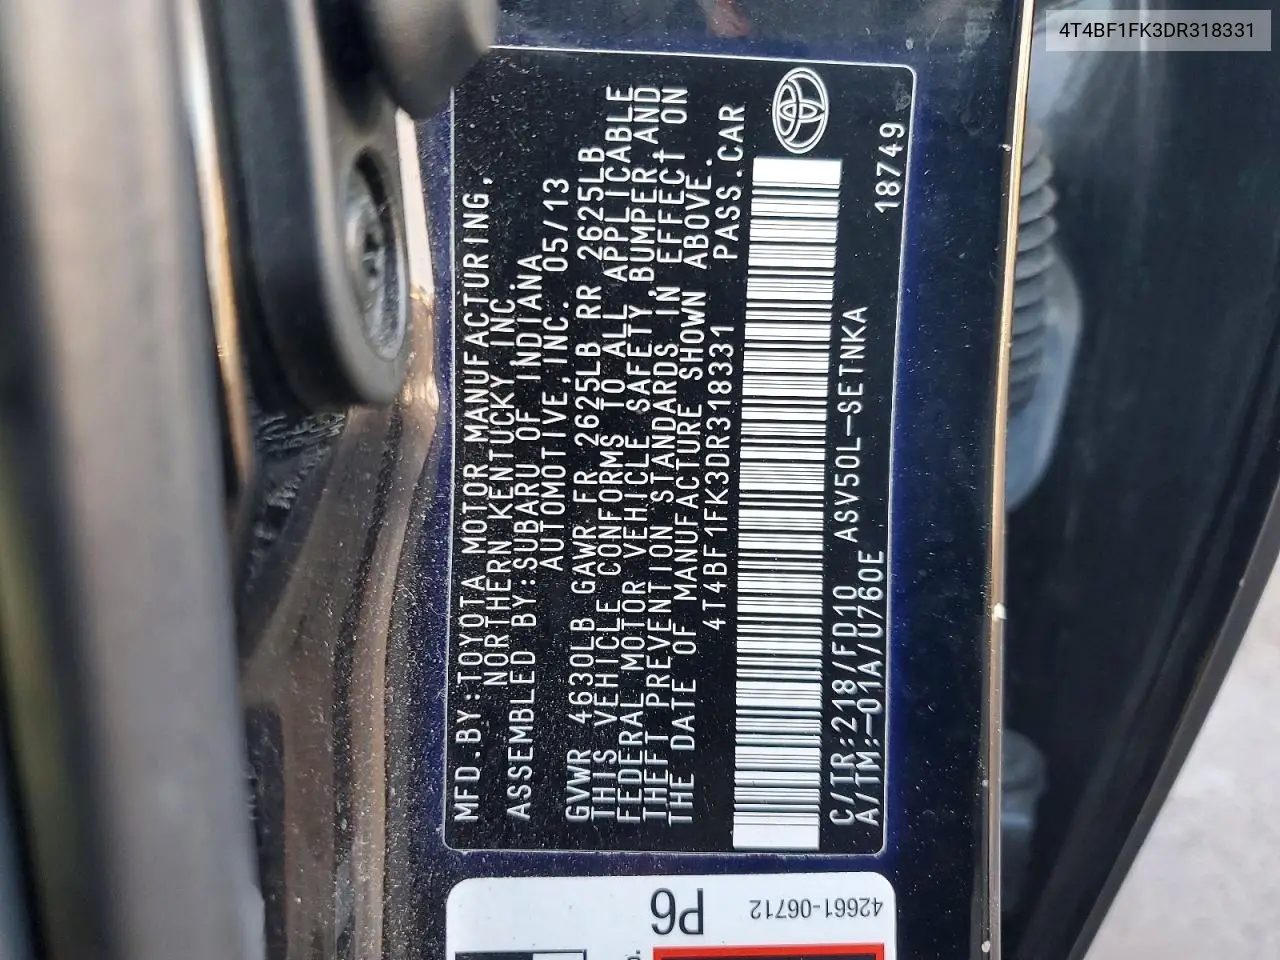 4T4BF1FK3DR318331
MFD.BY:TOYOTA MOTOR MANUFACTURING,
NORTHERN KENTUCKY,INC.
ASSEMBLED BY:SUBARU OF INDIANA
AUTOMOTIVE,INC. 05/13
GVWR 4630LB GAWR FR 2625LB RR 2625LB
THIS VEHICLE CONFORMS TO ALL APPLICABLE
FEDERAL MOTOR VEHICLE SAFETY, BUMPER,AND
THEFT PREVENTION STANDARDS IN EFFECT ON
THE DATE OF MANUFACTURE SHOWN ABOVE.
4T4BF1FK3DR318331 PASS.CAR
C/TR:218/FD10 ASV50L-SETNKA 18749
A/TM:-01A/U760E
P6
42661-06712